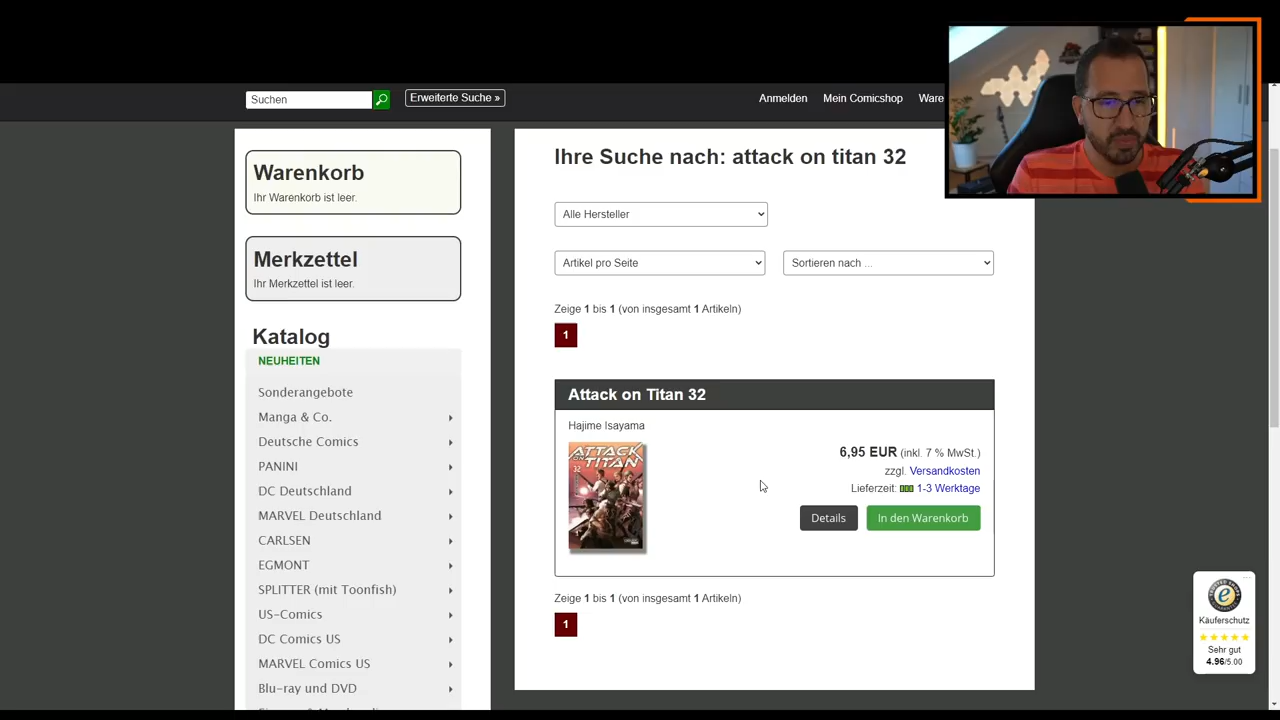 Suchen
Erweiterte Suche »
Anmelden
Mein Comicshop
Ware
Warenkorb
Ihr Warenkorb ist leer.
Merkzettel
Ihr Merkzettel ist leer.
Katalog
NEUHEITEN
Sonderangebote
Manga & Co.
Deutsche Comics
PANINI
DC Deutschland
MARVEL Deutschland
CARLSEN
EGMONT
SPLITTER (mit Toonfish)
US-Comics
DC Comics US
MARVEL Comics US
Blu-ray und DVD
Ihre Suche nach: attack on titan 32
Alle Hersteller
Artikel pro Seite
Sortieren nach ...
Zeige 1 bis 1 (von insgesamt 1 Artikeln)
1
Attack on Titan 32
Hajime Isayama
ATTACK
ON TITAN
32
6,95 EUR (inkl. 7 % MwSt.)
zzgl. Versandkosten
Lieferzeit: 1-3 Werktage
Details
In den Warenkorb
Zeige 1 bis 1 (von insgesamt 1 Artikeln)
1
e
Käuferschutz
Sehr gut
4.96/5.00